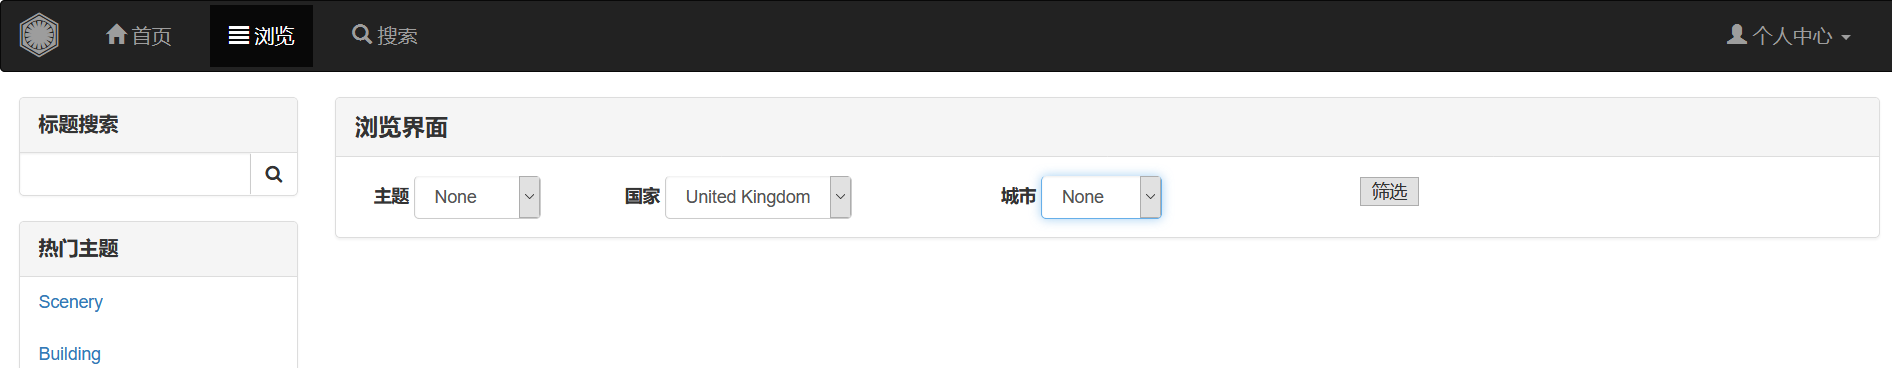 首页 浏览 搜索 个人中心
标题搜索
热门主题
Scenery
Building
浏览界面
主题 None 国家 United Kingdom 城市 None 筛选